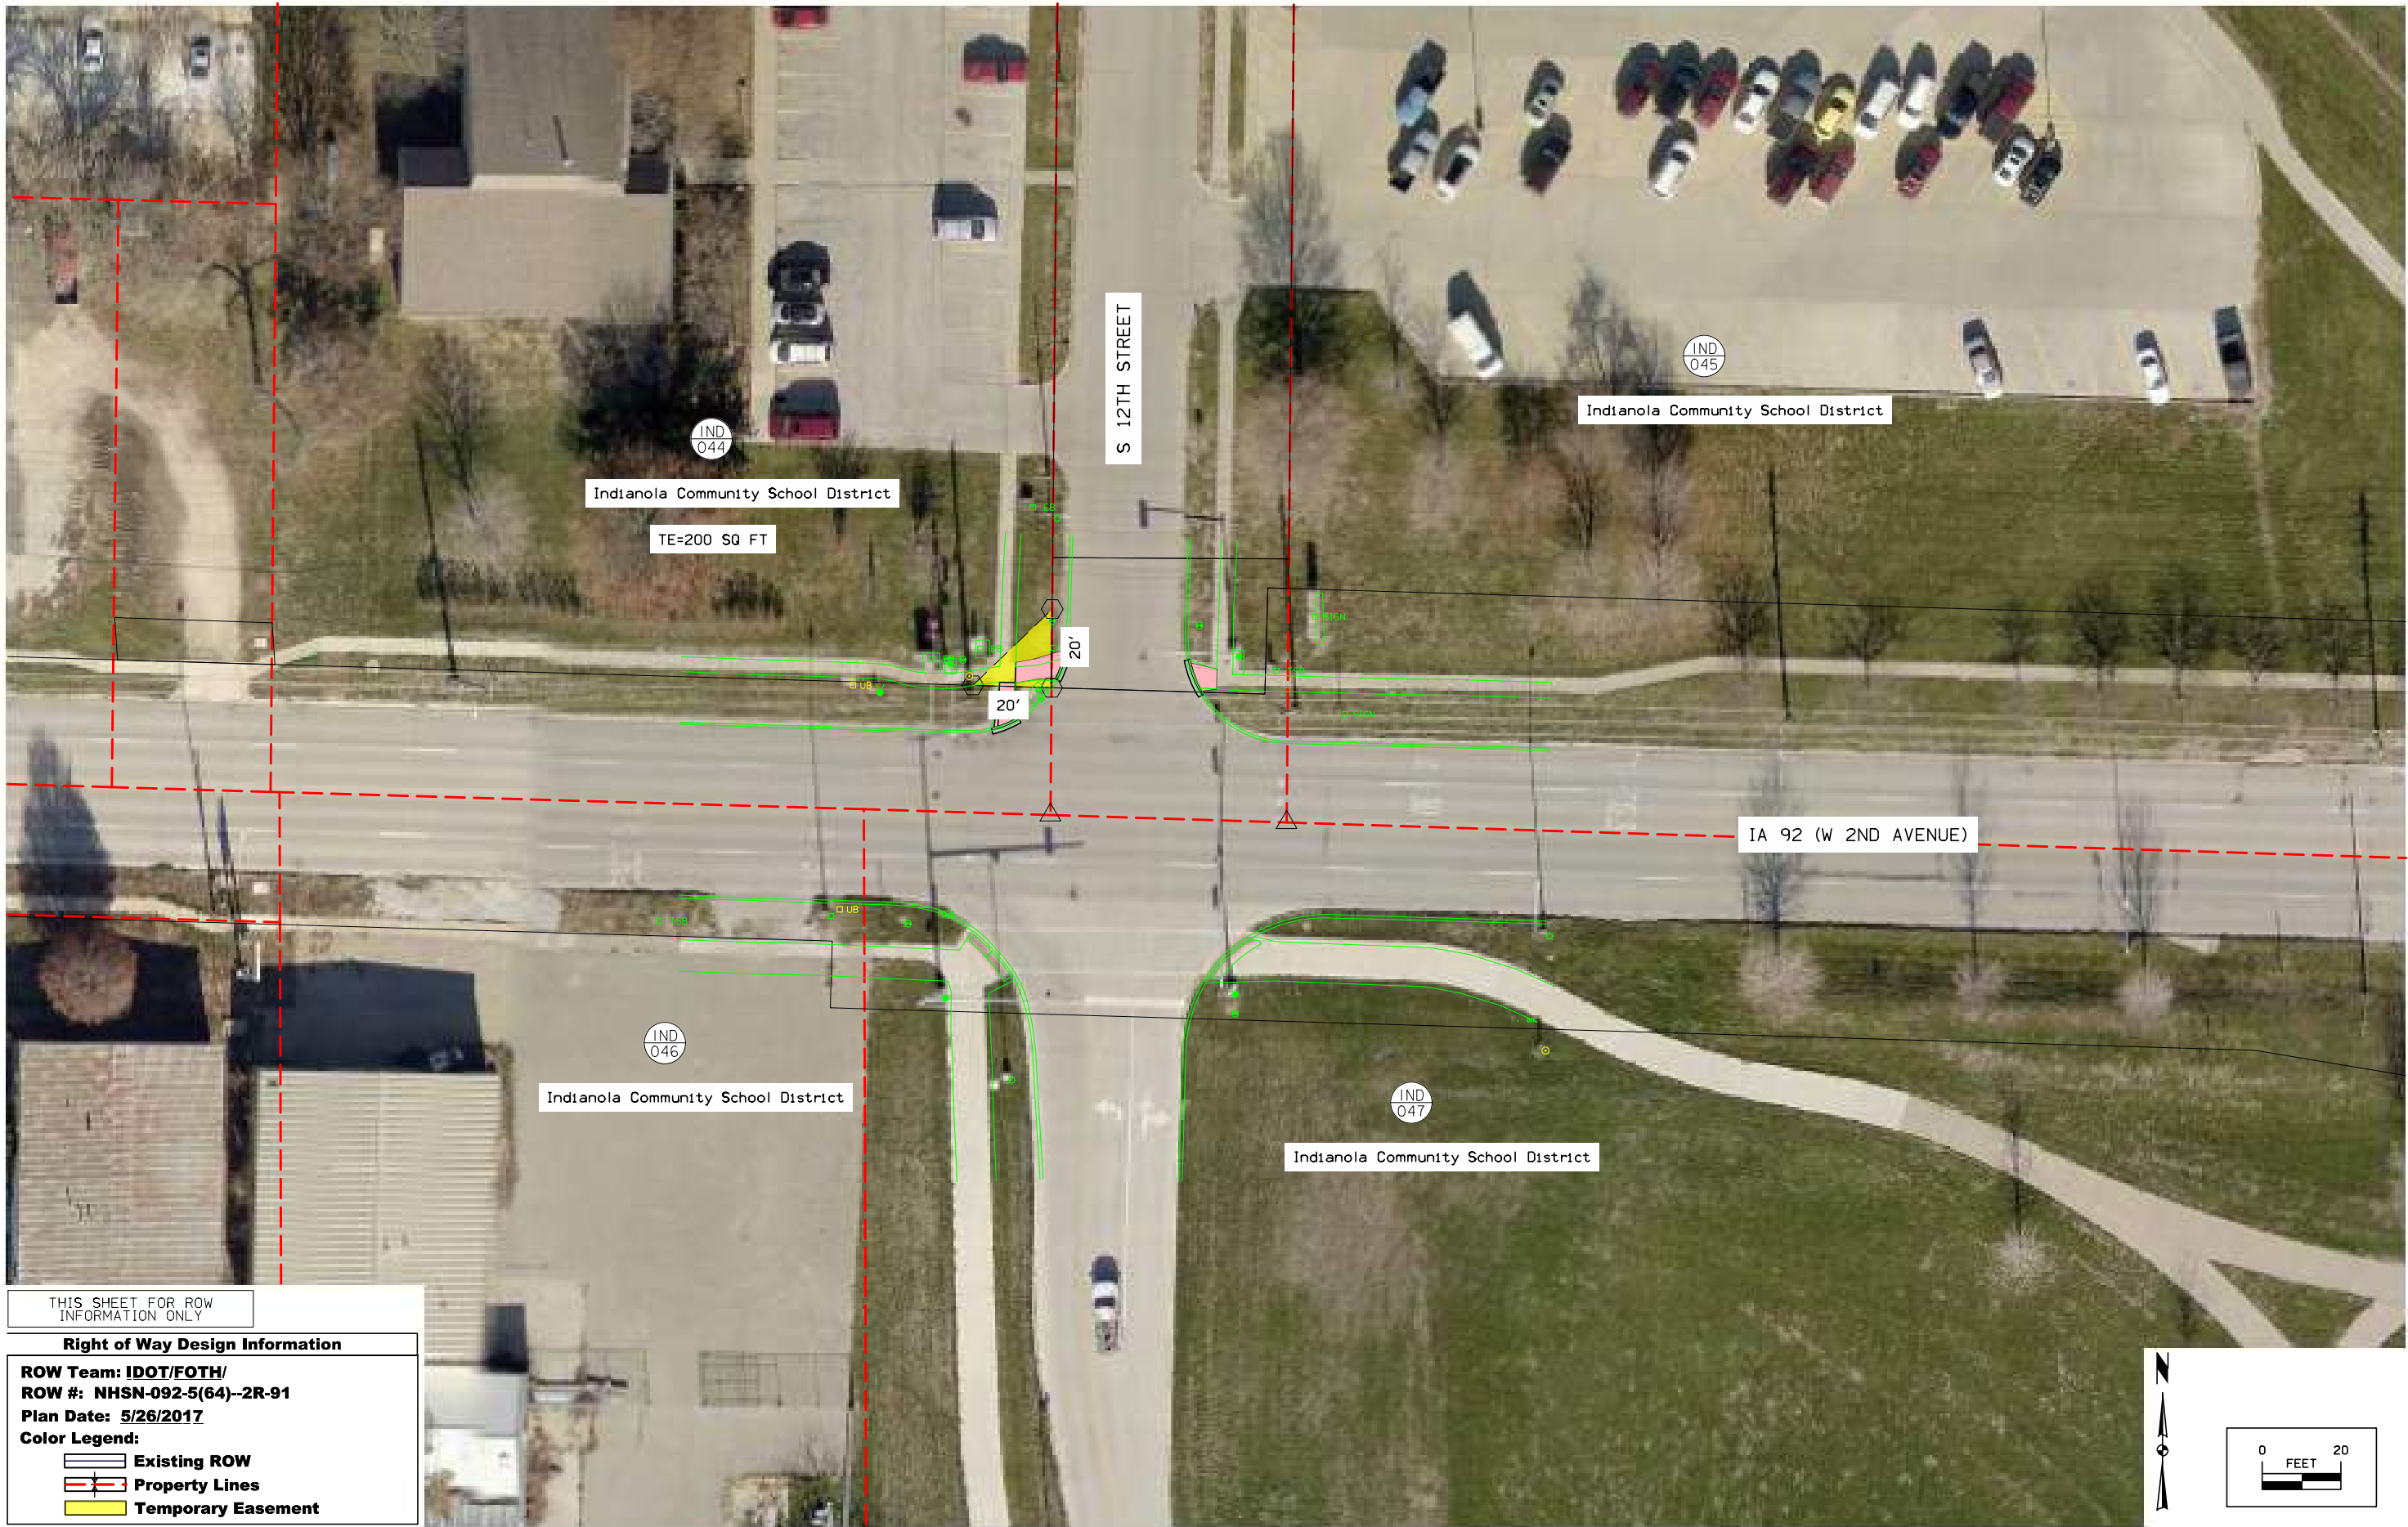 S 12TH STREET
IND
045
Indianola Community School District
IND
044
Indianola Community School District
TE=200 SQ FT
SIGN
20'
UB
20'
IA 92 (W 2ND AVENUE)
UB
IND
046
Indianola Community School District
IND
047
Indianola Community School District
THIS SHEET FOR ROW
INFORMATION ONLY
Right of Way Design Information
ROW Team: IDOT/FOTH/
ROW #: NHSN-092-5(64)--2R-91
Plan Date: 5/26/2017
Color Legend:
Existing ROW
Property Lines
Temporary Easement
N
0 20
FEET